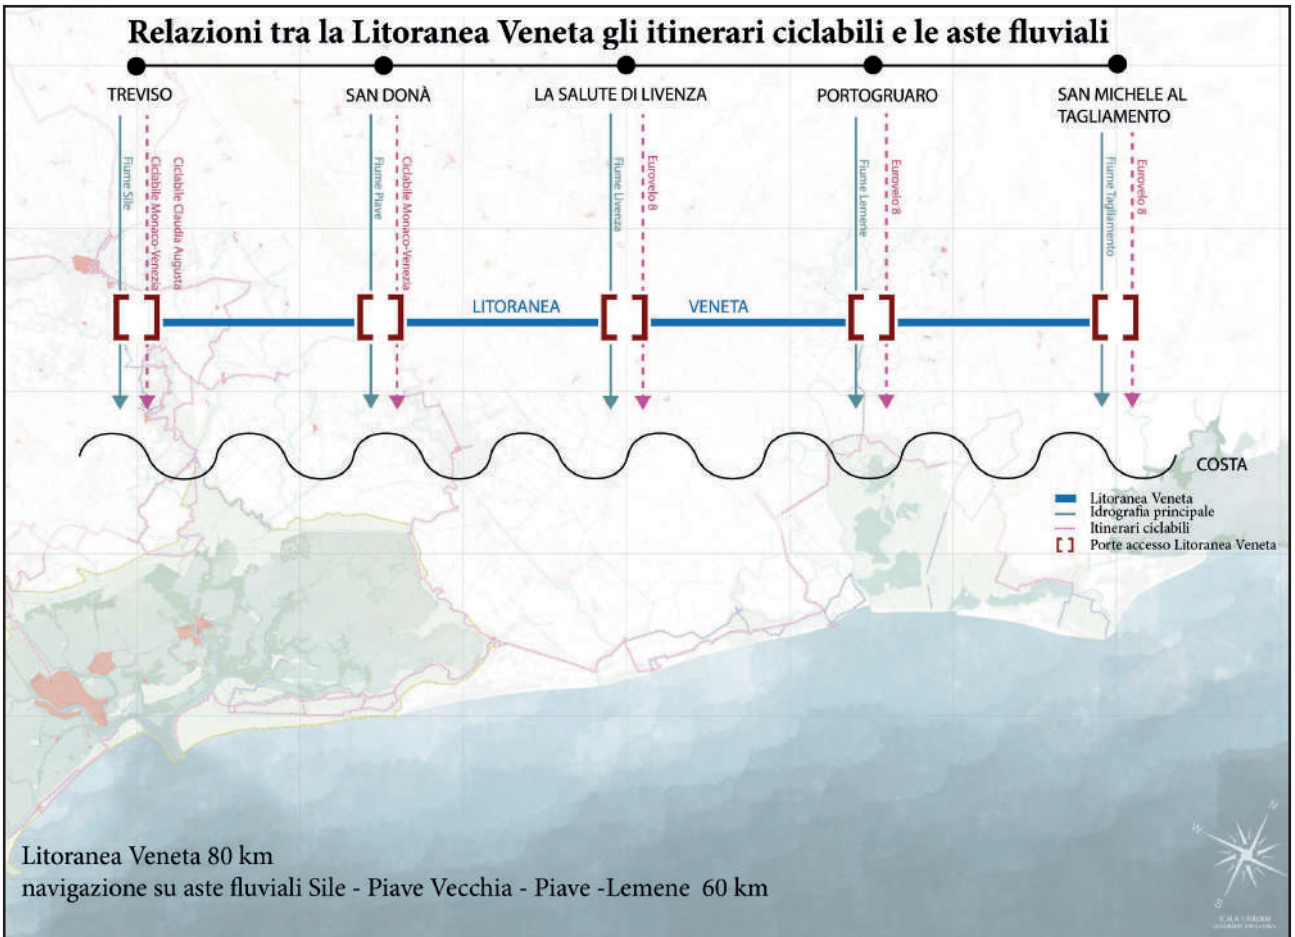 Relazioni tra la Litoranea Veneta gli itinerari ciclabili e le aste fluviali
TREVISO
SAN DONÀ
LA SALUTE DI LIVENZA
PORTOGRUARO
SAN MICHELE AL
TAGLIAMENTO
Fiume Sile
Ciclabile Monaco-Venezia
Ciclabile Claudia Augusta
Fiume Piave
Ciclabile Monaco-Venezia
Fiume Livenza
Eurovelo 8
Fiume Lemene
Eurovelo 8
Fiume Tagliamento
Eurovelo 8
LITORANEA
VENETA
COSTA
Litoranea Veneta
Idrografia principale
Itinerari ciclabili
Porte accesso Litoranea Veneta
Litoranea Veneta 80 km
navigazione su aste fluviali Sile - Piave Vecchia - Piave -Lemene 60 km
N
W
S
SCALA 1:100.000